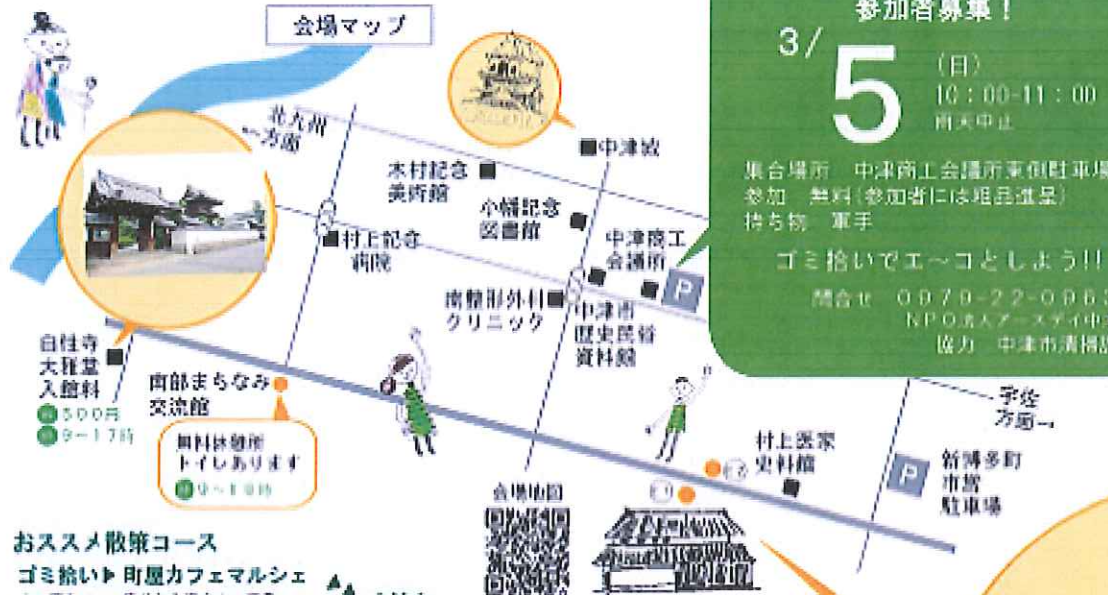 会場マップ
参加者募集！
3/
5
(日)
10：00-11：00
雨天中止
集合場所　中津商工会議所東側駐車場
参加　無料(参加者には粗品進呈)
持ち物　軍手
ゴミ拾いでエ～コとしよう!!
問合せ　0979-22-096
NPO法人アースデイ中
協力　中津市清掃
北九州
←方面
木村記念
美術館
中津城
小幡記念
図書館
村上記念
病院
中津商工
会議所
P
南整形外科
クリニック
中津市
歴史民俗
資料館
自性寺
大雅堂
入館料
500円
9－17時
南部まちなみ
交流館
無料休憩所
トイレあります
宇佐
方面→
村上医家
史料館
P
新博多町
市営
駐車場
会場地図
おススメ散策コース
ゴミ拾い▶町屋カフェマルシェ